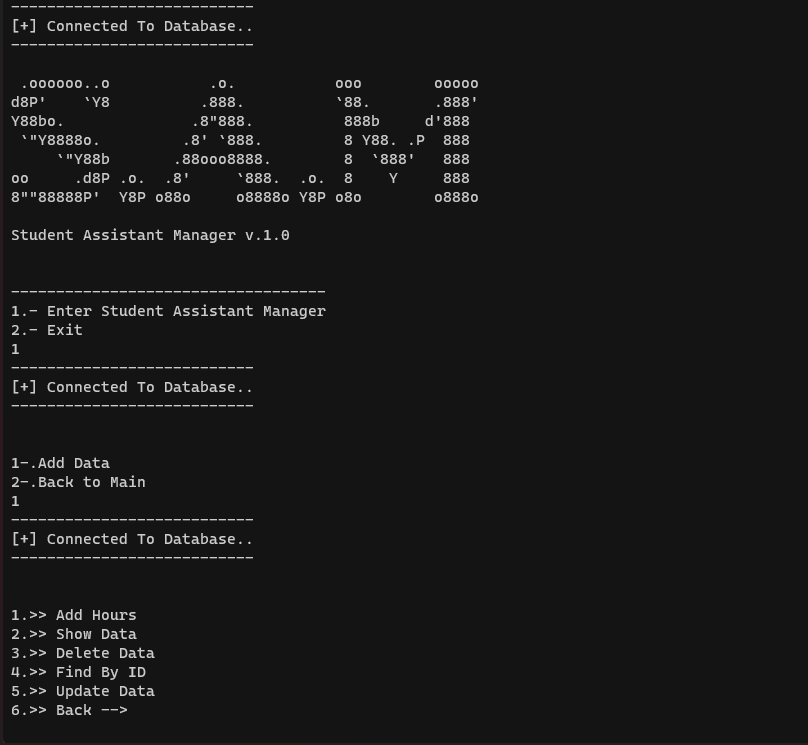 ---------------------------
[+] Connected To Database..
---------------------------
 .oooooo..o           .o.           ooo        ooooo
d8P'    `Y8          .888.          `88.       .888'
Y88bo.              .8"888.          888b     d'888
 `"Y8888o.         .8' `888.         8 Y88. .P  888
     `"Y88b       .88ooo8888.        8  `888'   888
oo     .d8P .o.  .8'     `888.  .o.  8    Y     888
8""88888P'  Y8P o88o     o8888o Y8P o8o        o888o
Student Assistant Manager v.1.0
-----------------------------------
1.- Enter Student Assistant Manager
2.- Exit
1
---------------------------
[+] Connected To Database..
---------------------------
1-.Add Data
2-.Back to Main
1
---------------------------
[+] Connected To Database..
---------------------------
1.>> Add Hours
2.>> Show Data
3.>> Delete Data
4.>> Find By ID
5.>> Update Data
6.>> Back -->